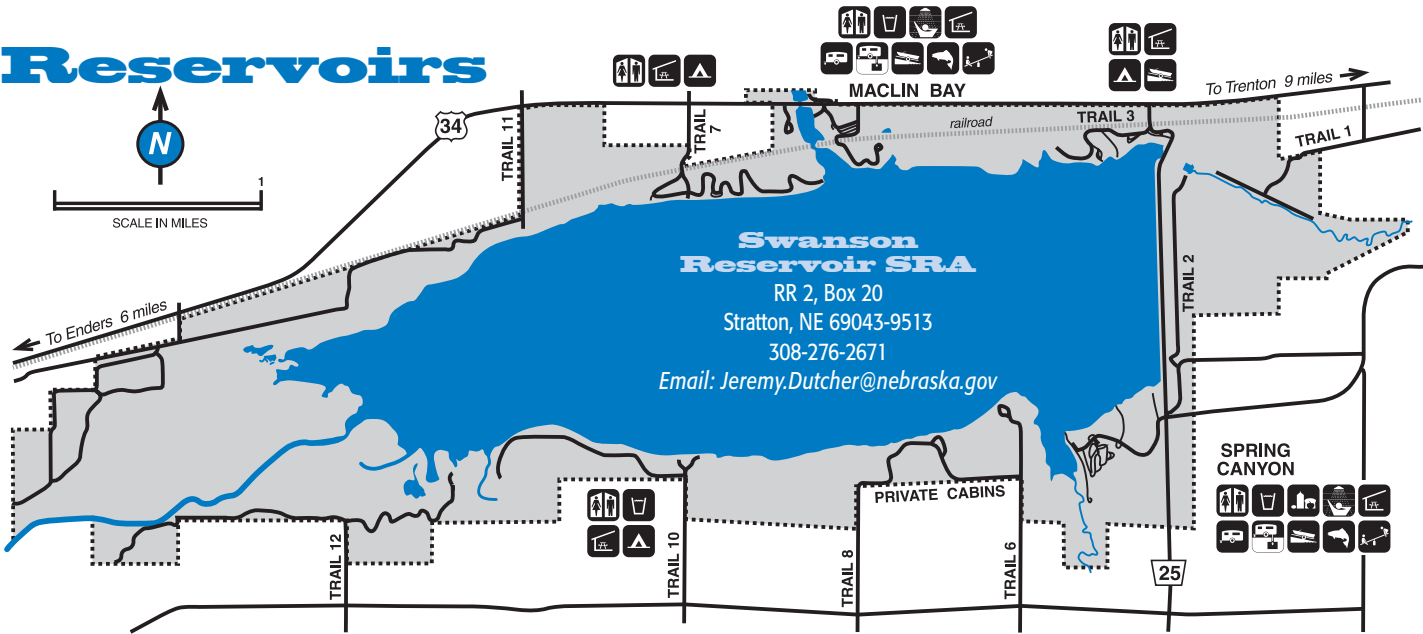 Reservoirs
N
1
SCALE IN MILES
34
TRAIL 11
TRAIL
7
MACLIN BAY
railroad
TRAIL 3
To Trenton 9 miles
TRAIL 1
TRAIL 2
To Enders 6 miles
Swanson
Reservoir SRA
RR 2, Box 20
Stratton, NE 69043-9513
308-276-2671
Email: Jeremy.Dutcher@nebraska.gov
PRIVATE CABINS
SPRING
CANYON
TRAIL 12
TRAIL 10
TRAIL 8
TRAIL 6
25